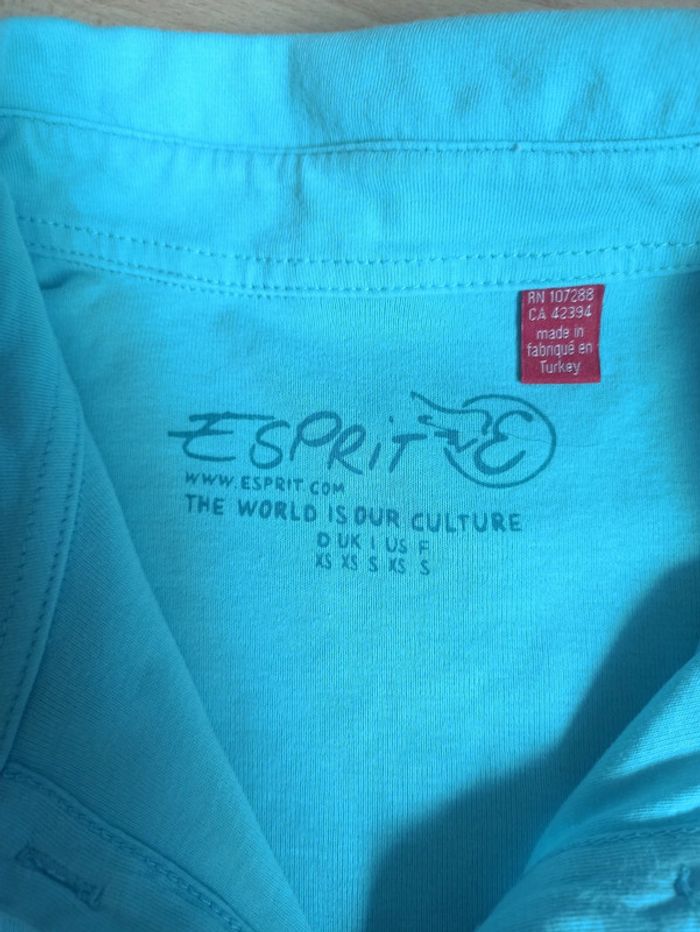 RN 107288
CA 42394
made in
fabriqué en
Turkey
ESPRiT E
WWW.ESPRIT.COM
THE WORLD IS OUR CULTURE
D UK I US F
XS XS S XS S